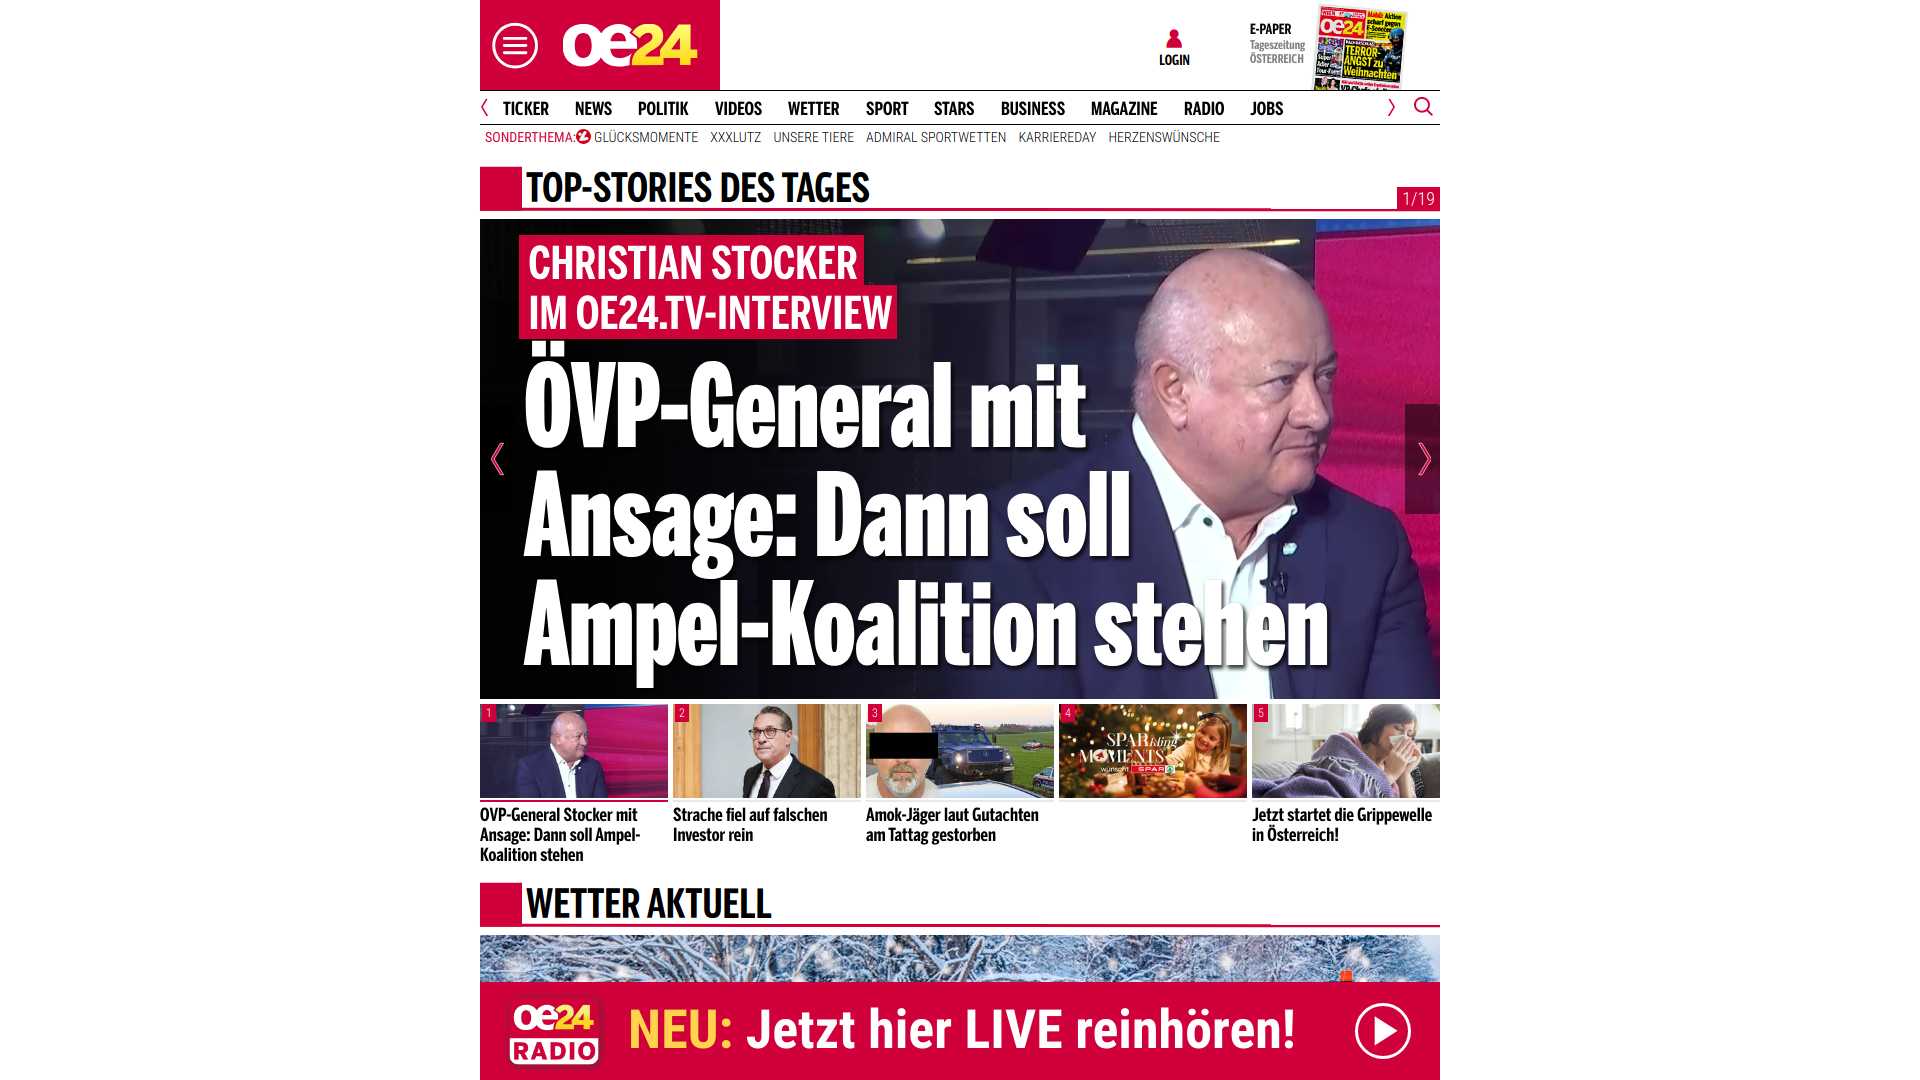 oe24
LOGIN
E-PAPER
Tageszeitung
ÖSTERREICH
oe24
TERROR-
ANGST zu
Weihnachten
TICKER NEWS POLITIK VIDEOS WETTER SPORT STARS BUSINESS MAGAZINE RADIO JOBS
SONDERTHEMA: GLÜCKSMOMENTE XXXLUTZ UNSERE TIERE ADMIRAL SPORTWETTEN KARRIEREDAY HERZENSWÜNSCHE
TOP-STORIES DES TAGES
1/19
CHRISTIAN STOCKER
IM OE24.TV-INTERVIEW
ÖVP-General mit
Ansage: Dann soll
Ampel-Koalition stehen
1
2
3
4
5
SPARkling
MOMENTS
wünscht SPAR
ÖVP-General Stocker mit
Ansage: Dann soll Ampel-
Koalition stehen
Strache fiel auf falschen
Investor rein
Amok-Jäger laut Gutachten
am Tattag gestorben
Jetzt startet die Grippewelle
in Österreich!
WETTER AKTUELL
oe24
RADIO
NEU: Jetzt hier LIVE reinhören!